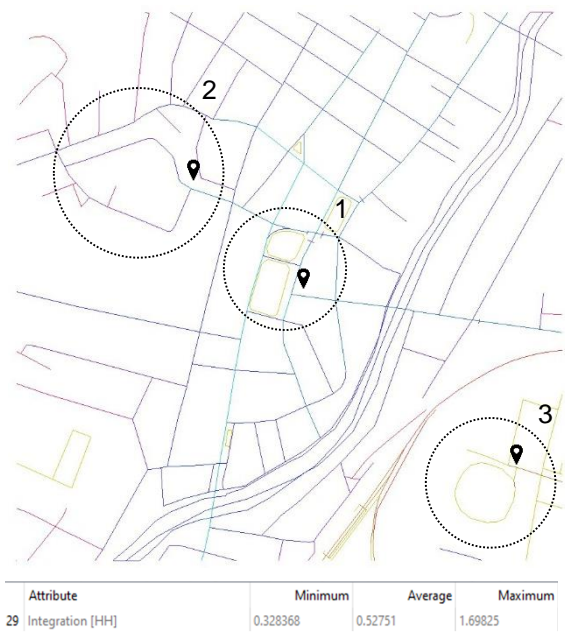 2
1
3
Attribute Minimum Average Maximum
29 Integration [HH] 0.328368 0.52751 1.69825